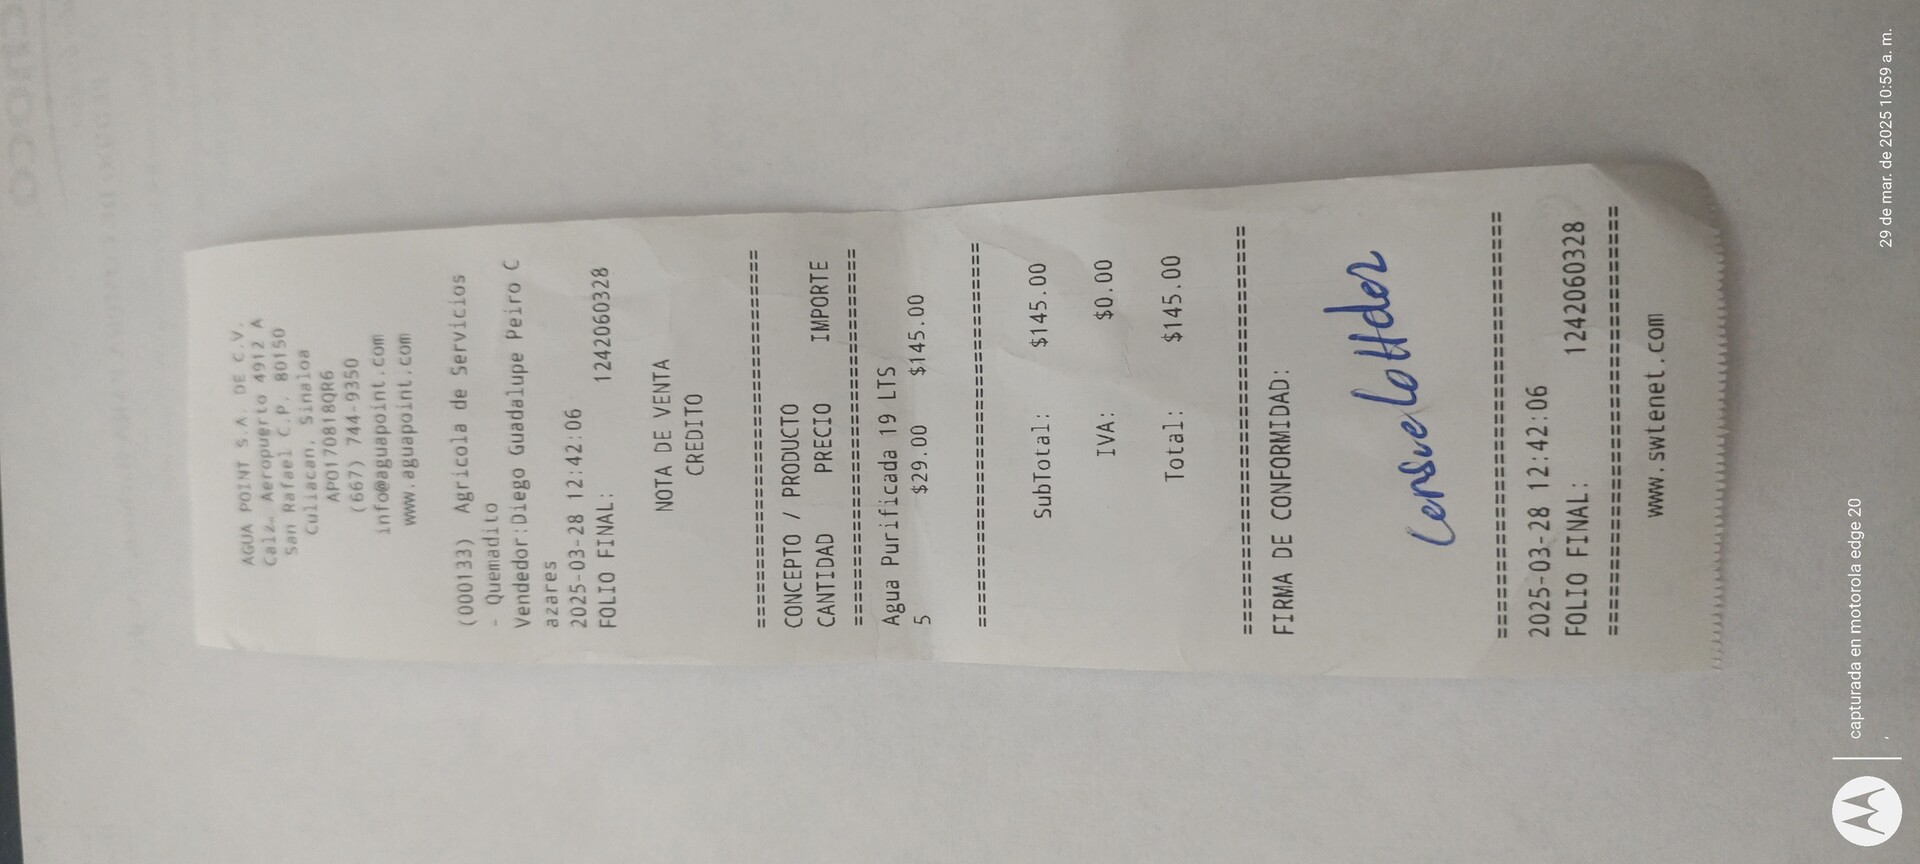 AGUA POINT S.A. DE C.V.
Calz. Aeropuerto 4912 A
San Rafael C.P. 80150
Culiacan, Sinaloa
APO170818QR6
(667) 744-9350
info@aguapoint.com
www.aguapoint.com
(000133) Agricola de Servicios
- Quemadito
Vendedor:Diego Guadalupe Peiro C
azares
2025-03-28 12:42:06
FOLIO FINAL: 1242060328
NOTA DE VENTA
CREDITO
================================
CONCEPTO / PRODUCTO
CANTIDAD PRECIO IMPORTE
================================
Agua Purificada 19 LTS
5 $29.00 $145.00
================================
SubTotal: $145.00
IVA: $0.00
Total: $145.00
================================
FIRMA DE CONFORMIDAD:
================================
2025-03-28 12:42:06
FOLIO FINAL: 1242060328
================================
www.swtenet.com
capturada en motorola edge 20
29 de mar. de 2025 10:59 a. m.